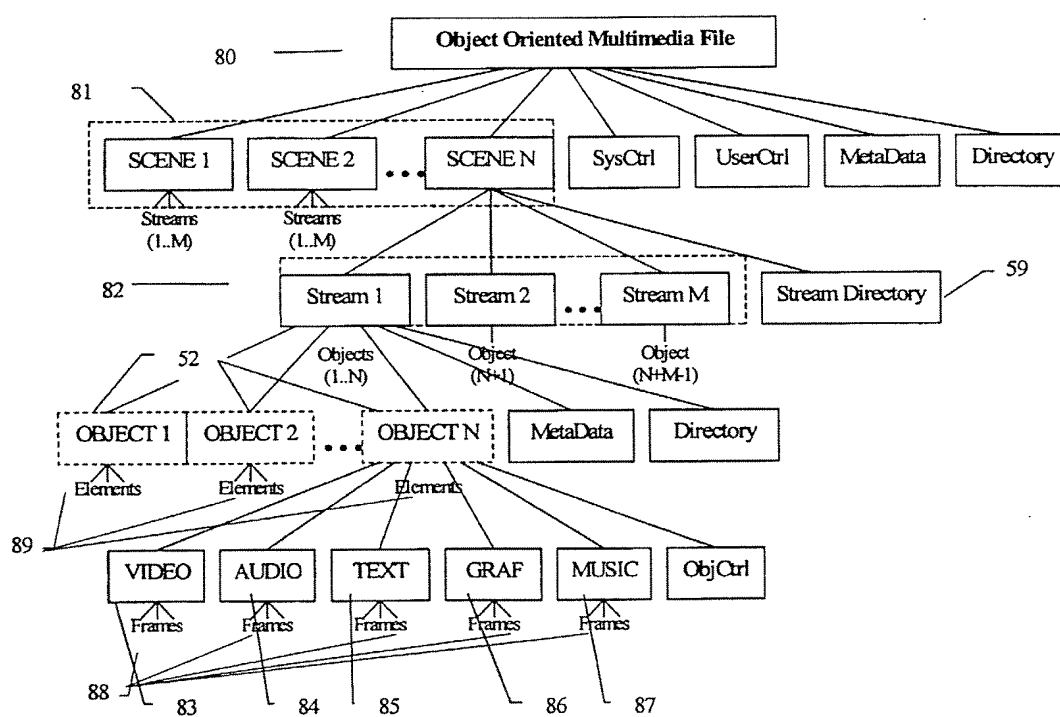 80
Object Oriented Multimedia File
81
SCENE 1
SCENE 2
...
SCENE N
SysCtrl
UserCtrl
MetaData
Directory
Streams
(1..M)
Streams
(1..M)
82
Stream 1
Stream 2
...
Stream M
Stream Directory
59
52
Objects
(1..N)
Object
(N+1)
Object
(N+M-1)
OBJECT 1
OBJECT 2
...
OBJECT N
MetaData
Directory
Elements
Elements
Elements
89
VIDEO
AUDIO
TEXT
GRAF
MUSIC
ObjCtrl
Frames
Frames
Frames
Frames
Frames
88
83
84
85
86
87